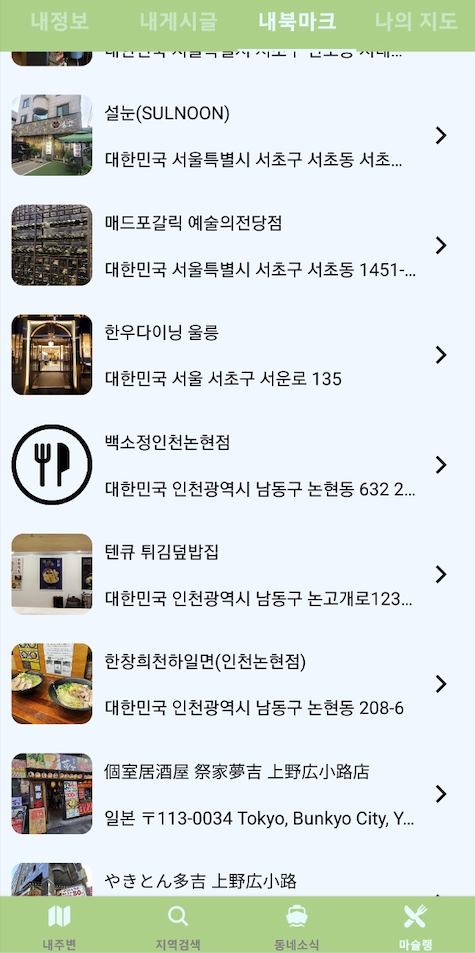 내정보 내게시글 내북마크 나의 지도
설눈(SULNOON)
대한민국 서울특별시 서초구 서초동 서초...
매드포갈릭 예술의전당점
대한민국 서울특별시 서초구 서초동 1451-...
한우다이닝 울릉
대한민국 서울 서초구 서운로 135
백소정인천논현점
대한민국 인천광역시 남동구 논현동 632 2...
텐큐 튀김덮밥집
대한민국 인천광역시 남동구 논고개로123...
한창희천하일면(인천논현점)
대한민국 인천광역시 남동구 논현동 208-6
個室居酒屋 祭家夢吉 上野広小路店
일본 〒113-0034 Tokyo, Bunkyo City, Y...
やきとん多吉 上野広小路
내주변 지역검색 동네소식 마슐랭